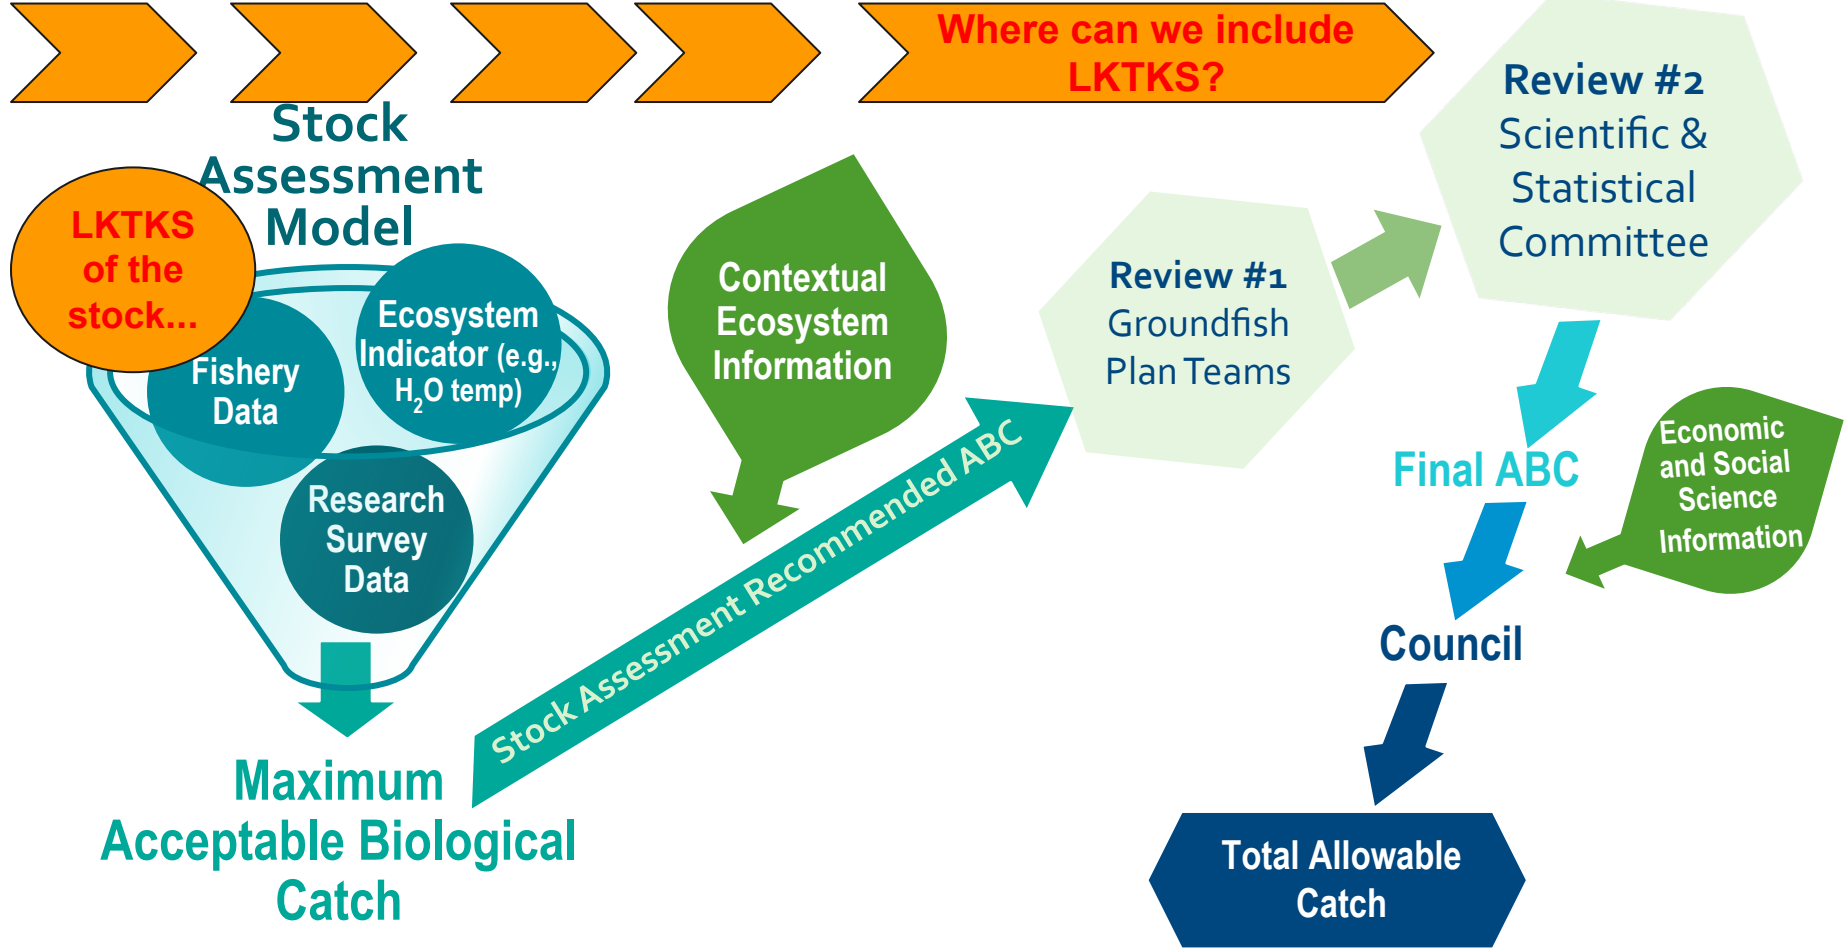 Where can we include
LKTKS?
Stock
Assessment
Model
LKTKS
of the
stock...
Fishery
Data
Ecosystem
Indicator (e.g.,
H₂O temp)
Research
Survey
Data
Maximum
Acceptable Biological
Catch
Contextual
Ecosystem
Information
Stock Assessment Recommended ABC
Review #1
Groundfish
Plan Teams
Review #2
Scientific &
Statistical
Committee
Final ABC
Economic
and Social
Science
Information
Council
Total Allowable
Catch